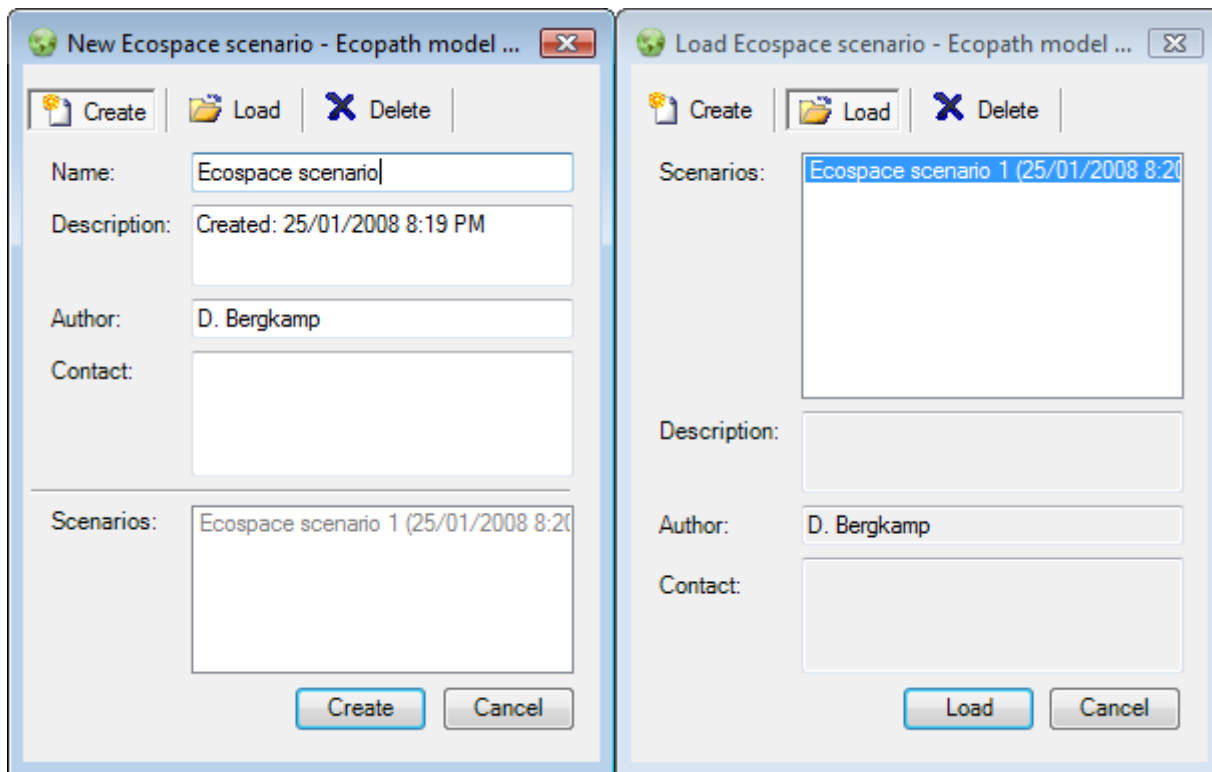 New Ecospace scenario - Ecopath model ...
Create Load Delete
Name: Ecospace scenario
Description: Created: 25/01/2008 8:19 PM
Author: D. Bergkamp
Contact:
Scenarios: Ecospace scenario 1 (25/01/2008 8:20
Create Cancel
Load Ecospace scenario - Ecopath model ...
Create Load Delete
Scenarios: Ecospace scenario 1 (25/01/2008 8:20
Description:
Author: D. Bergkamp
Contact:
Load Cancel